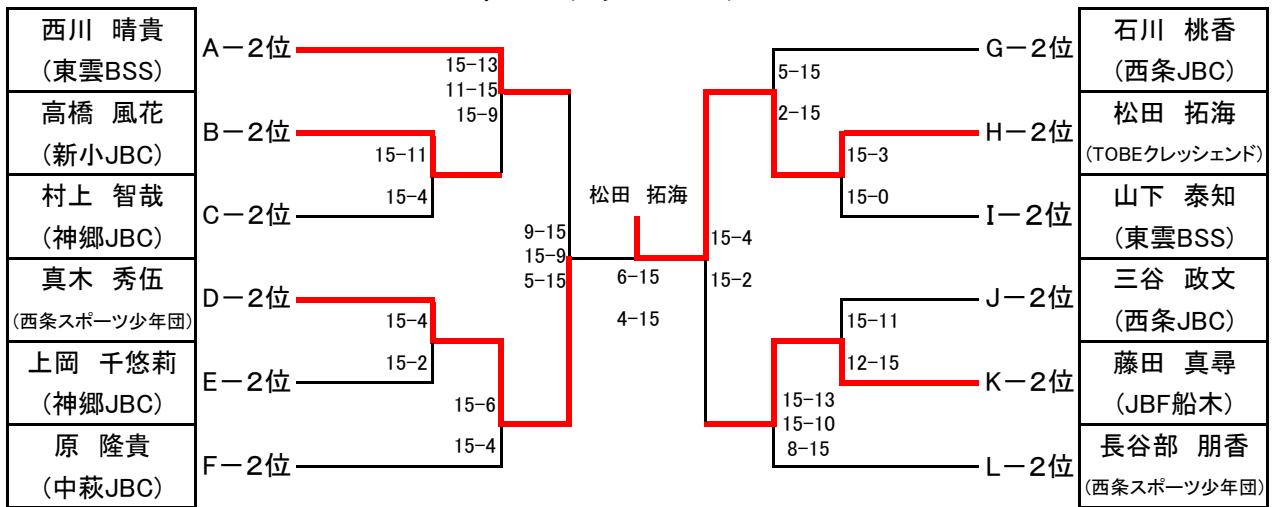 西川　晴貴
(東雲BSS)
A－2位
高橋　風花
(新小JBC)
B－2位
村上　智哉
(神郷JBC)
C－2位
真木　秀伍
(西条スポーツ少年団)
D－2位
上岡　千悠莉
(神郷JBC)
E－2位
原　隆貴
(中萩JBC)
F－2位
15-13
11-15
15-9
15-11
15-4
9-15
15-9
5-15
15-4
15-2
15-6
15-4
松田　拓海
6-15
4-15
15-4
15-2
5-15
2-15
15-3
15-0
15-11
12-15
15-13
15-10
8-15
G－2位
石川　桃香
(西条JBC)
H－2位
松田　拓海
(TOBEクレッシェンド)
I－2位
山下　泰知
(東雲BSS)
J－2位
三谷　政文
(西条JBC)
K－2位
藤田　真尋
(JBF船木)
L－2位
長谷部　朋香
(西条スポーツ少年団)